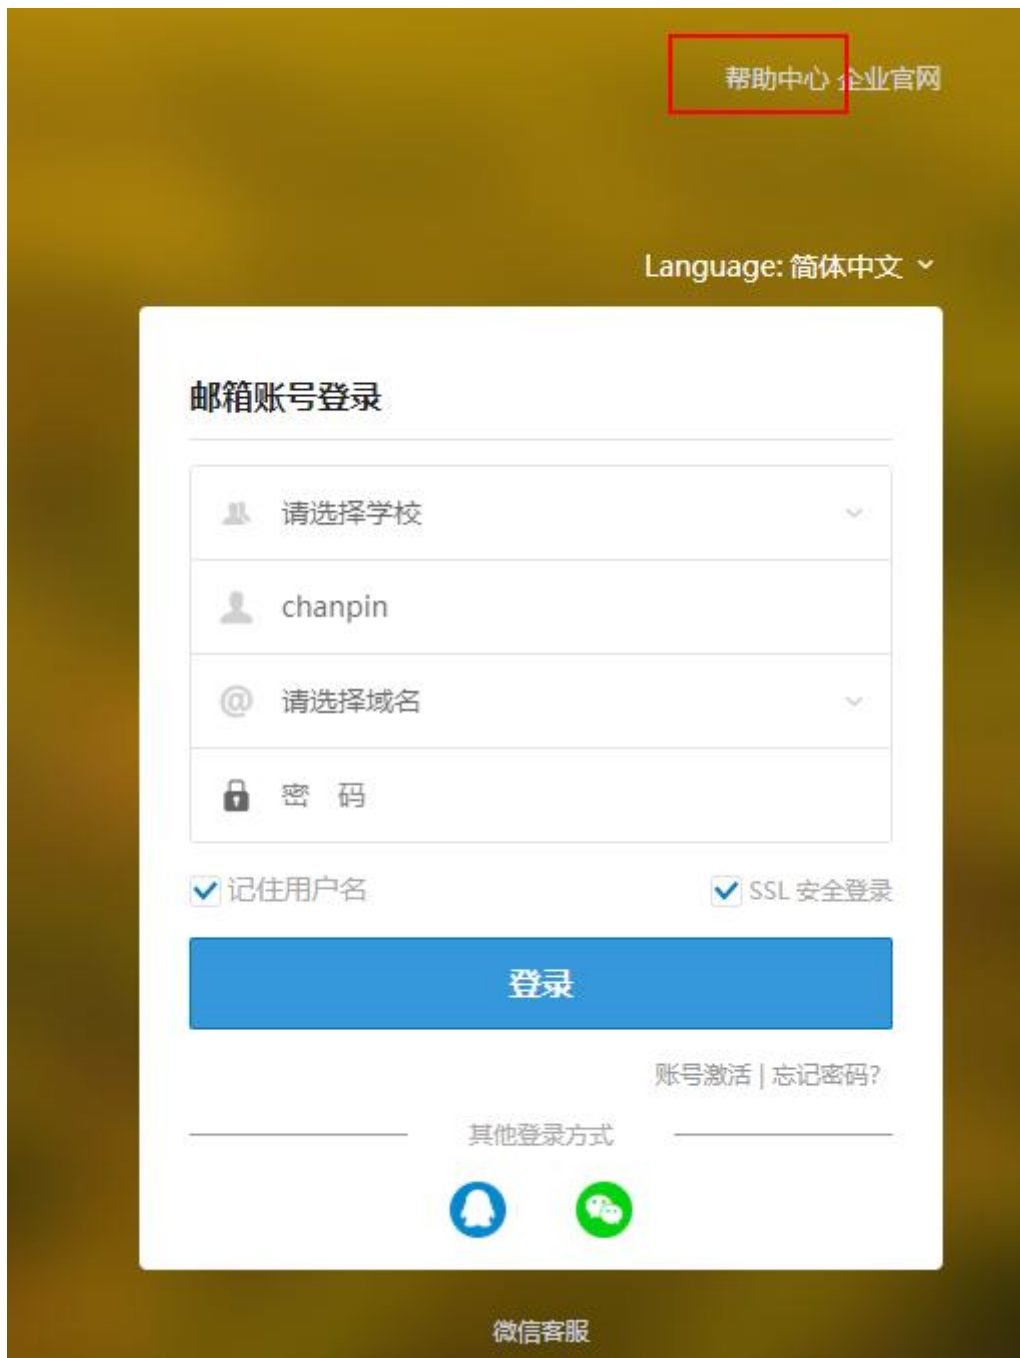 帮助中心 企业官网
Language: 简体中文
邮箱账号登录
请选择学校
chanpin
@ 请选择域名
密 码
记住用户名 SSL 安全登录
登录
账号激活 | 忘记密码?
其他登录方式
微信客服